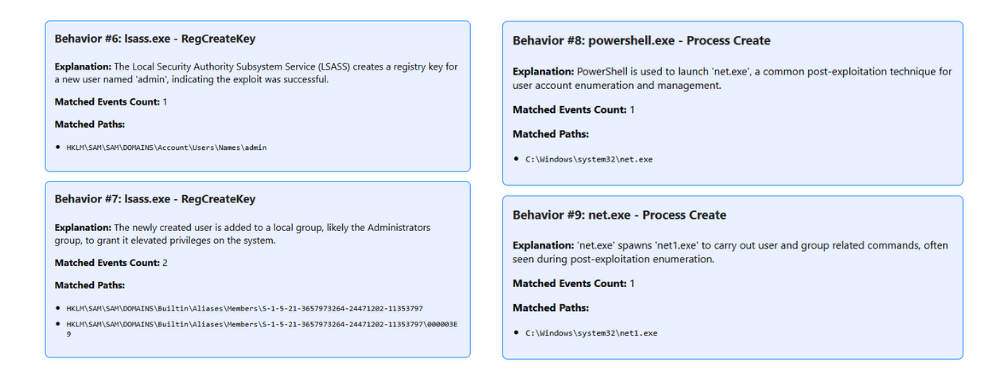 Behavior #6: lsass.exe - RegCreateKey
Explanation: The Local Security Authority Subsystem Service (LSASS) creates a registry key for
a new user named 'admin', indicating the exploit was successful.
Matched Events Count: 1
Matched Paths:
• HKLM\SAM\SAM\DOMAINS\Account\Users\Names\admin
Behavior #7: lsass.exe - RegCreateKey
Explanation: The newly created user is added to a local group, likely the Administrators
group, to grant it elevated privileges on the system.
Matched Events Count: 2
Matched Paths:
• HKLM\SAM\SAM\DOMAINS\Builtin\Aliases\Members\S-1-5-21-3657973264-24471202-11353797
• HKLM\SAM\SAM\DOMAINS\Builtin\Aliases\Members\S-1-5-21-3657973264-24471202-11353797\000003E
9
Behavior #8: powershell.exe - Process Create
Explanation: PowerShell is used to launch 'net.exe', a common post-exploitation technique for
user account enumeration and management.
Matched Events Count: 1
Matched Paths:
• C:\Windows\system32\net.exe
Behavior #9: net.exe - Process Create
Explanation: 'net.exe' spawns 'net1.exe' to carry out user and group related commands, often
seen during post-exploitation enumeration.
Matched Events Count: 1
Matched Paths:
• C:\Windows\system32\net1.exe